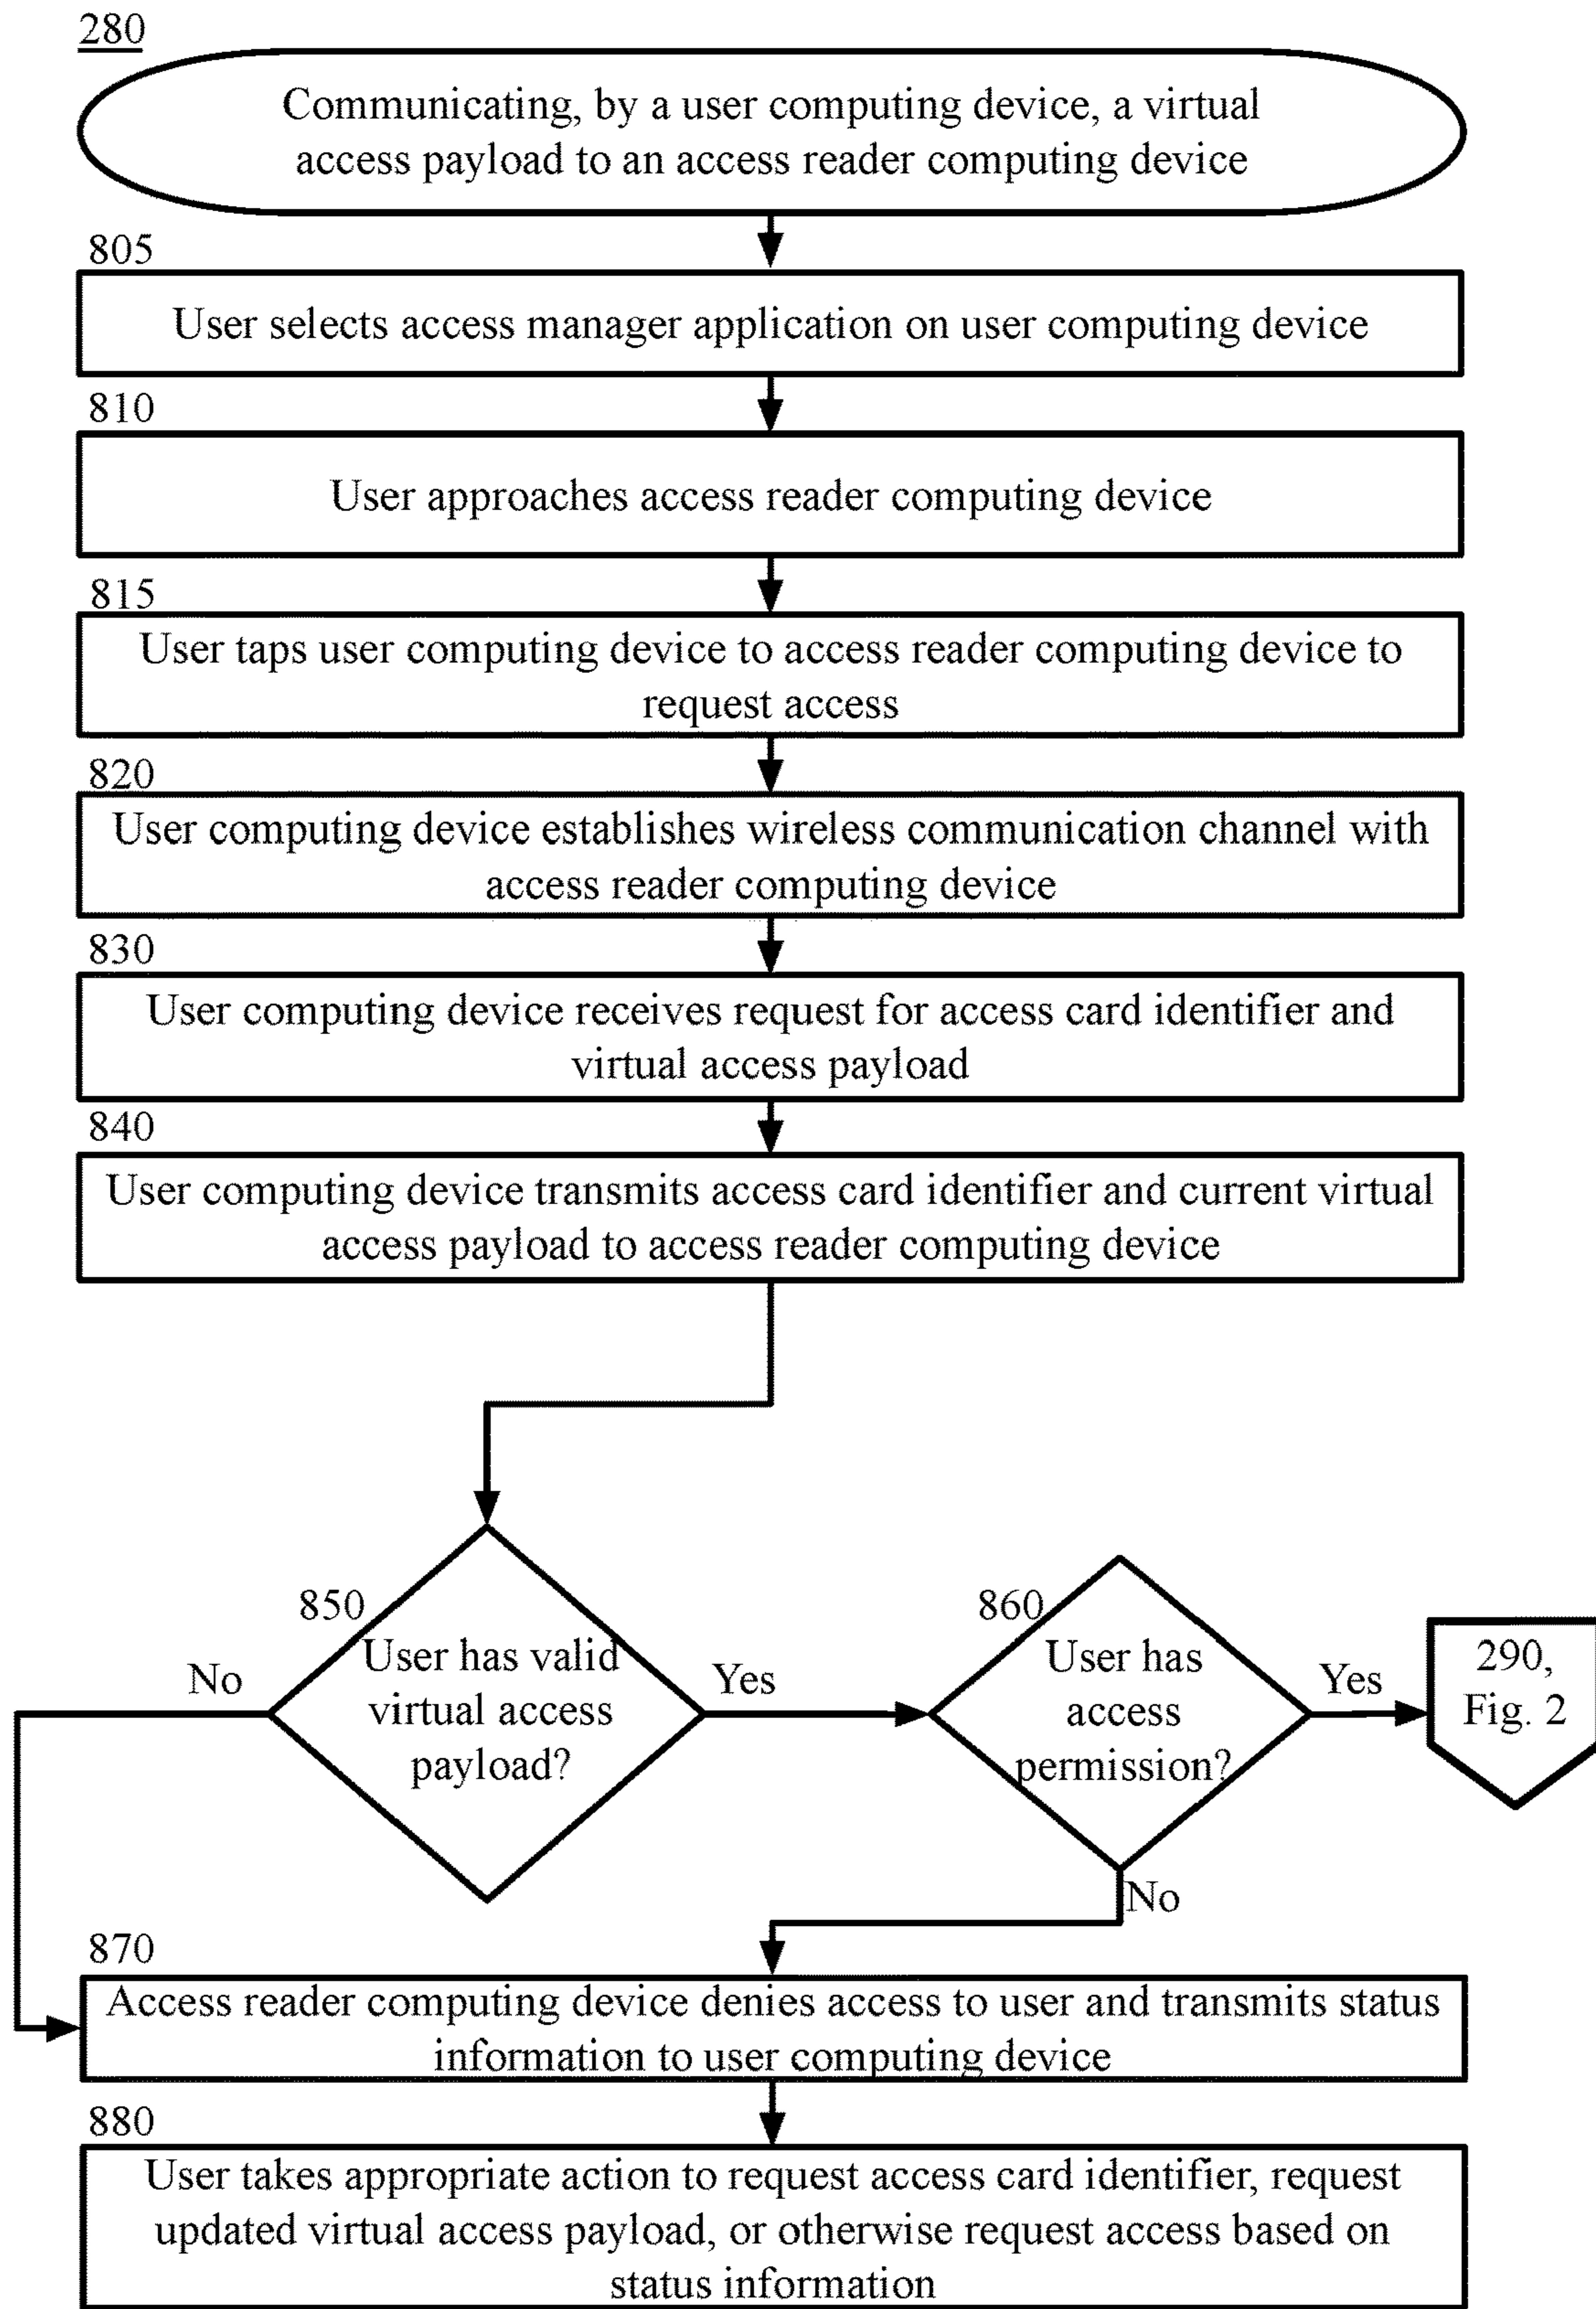 280
Communicating, by a user computing device, a virtual
access payload to an access reader computing device
805
User selects access manager application on user computing device
810
User approaches access reader computing device
815
User taps user computing device to access reader computing device to
request access
820
User computing device establishes wireless communication channel with
access reader computing device
830
User computing device receives request for access card identifier and
virtual access payload
840
User computing device transmits access card identifier and current virtual
access payload to access reader computing device
850
User has valid
virtual access
payload?
No
Yes
860
User has
access
permission?
Yes
No
290,
Fig. 2
870
Access reader computing device denies access to user and transmits status
information to user computing device
880
User takes appropriate action to request access card identifier, request
updated virtual access payload, or otherwise request access based on
status information